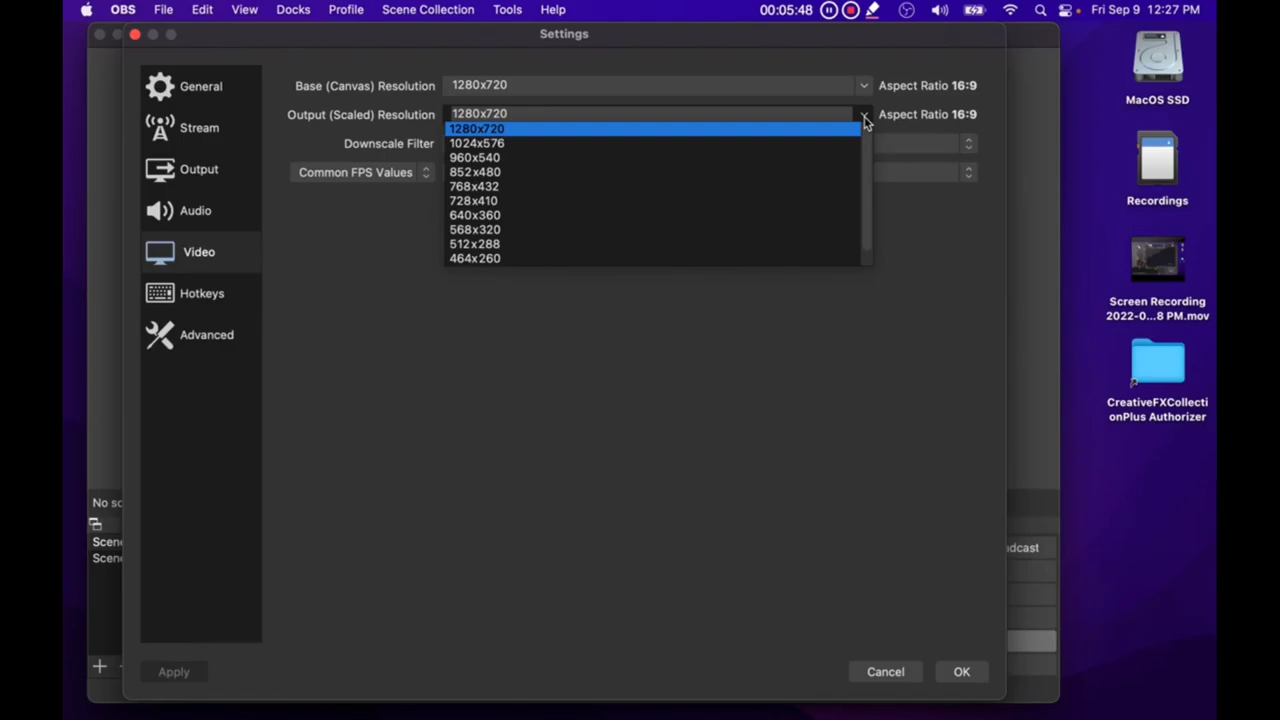 OBS File Edit View Docks Profile Scene Collection Tools Help 00:05:48 Fri Sep 9 12:27 PM
Settings
General
Stream
Output
Audio
Video
Hotkeys
Advanced
Base (Canvas) Resolution 1280x720 Aspect Ratio 16:9
Output (Scaled) Resolution 1280x720 Aspect Ratio 16:9
Downscale Filter
Common FPS Values
1280x720
1024x576
960x540
852x480
768x432
728x410
640x360
568x320
512x288
464x260
MacOS SSD
Recordings
Screen Recording
2022-0...8 PM.mov
CreativeFXCollecti
onPlus Authorizer
No so
Scene
Scene
dcast
Apply Cancel OK